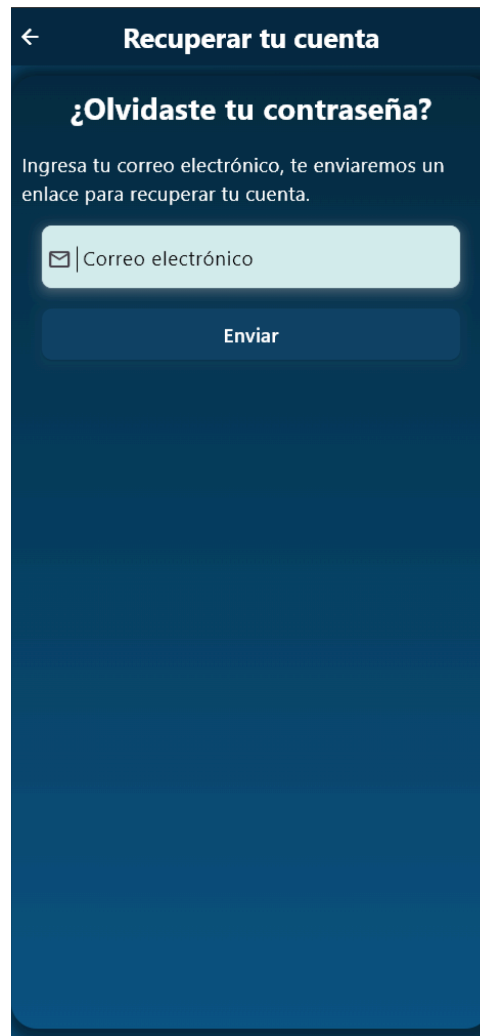 Recuperar tu cuenta
¿Olvidaste tu contraseña?
Ingresa tu correo electrónico, te enviaremos un
enlace para recuperar tu cuenta.
Correo electrónico
Enviar